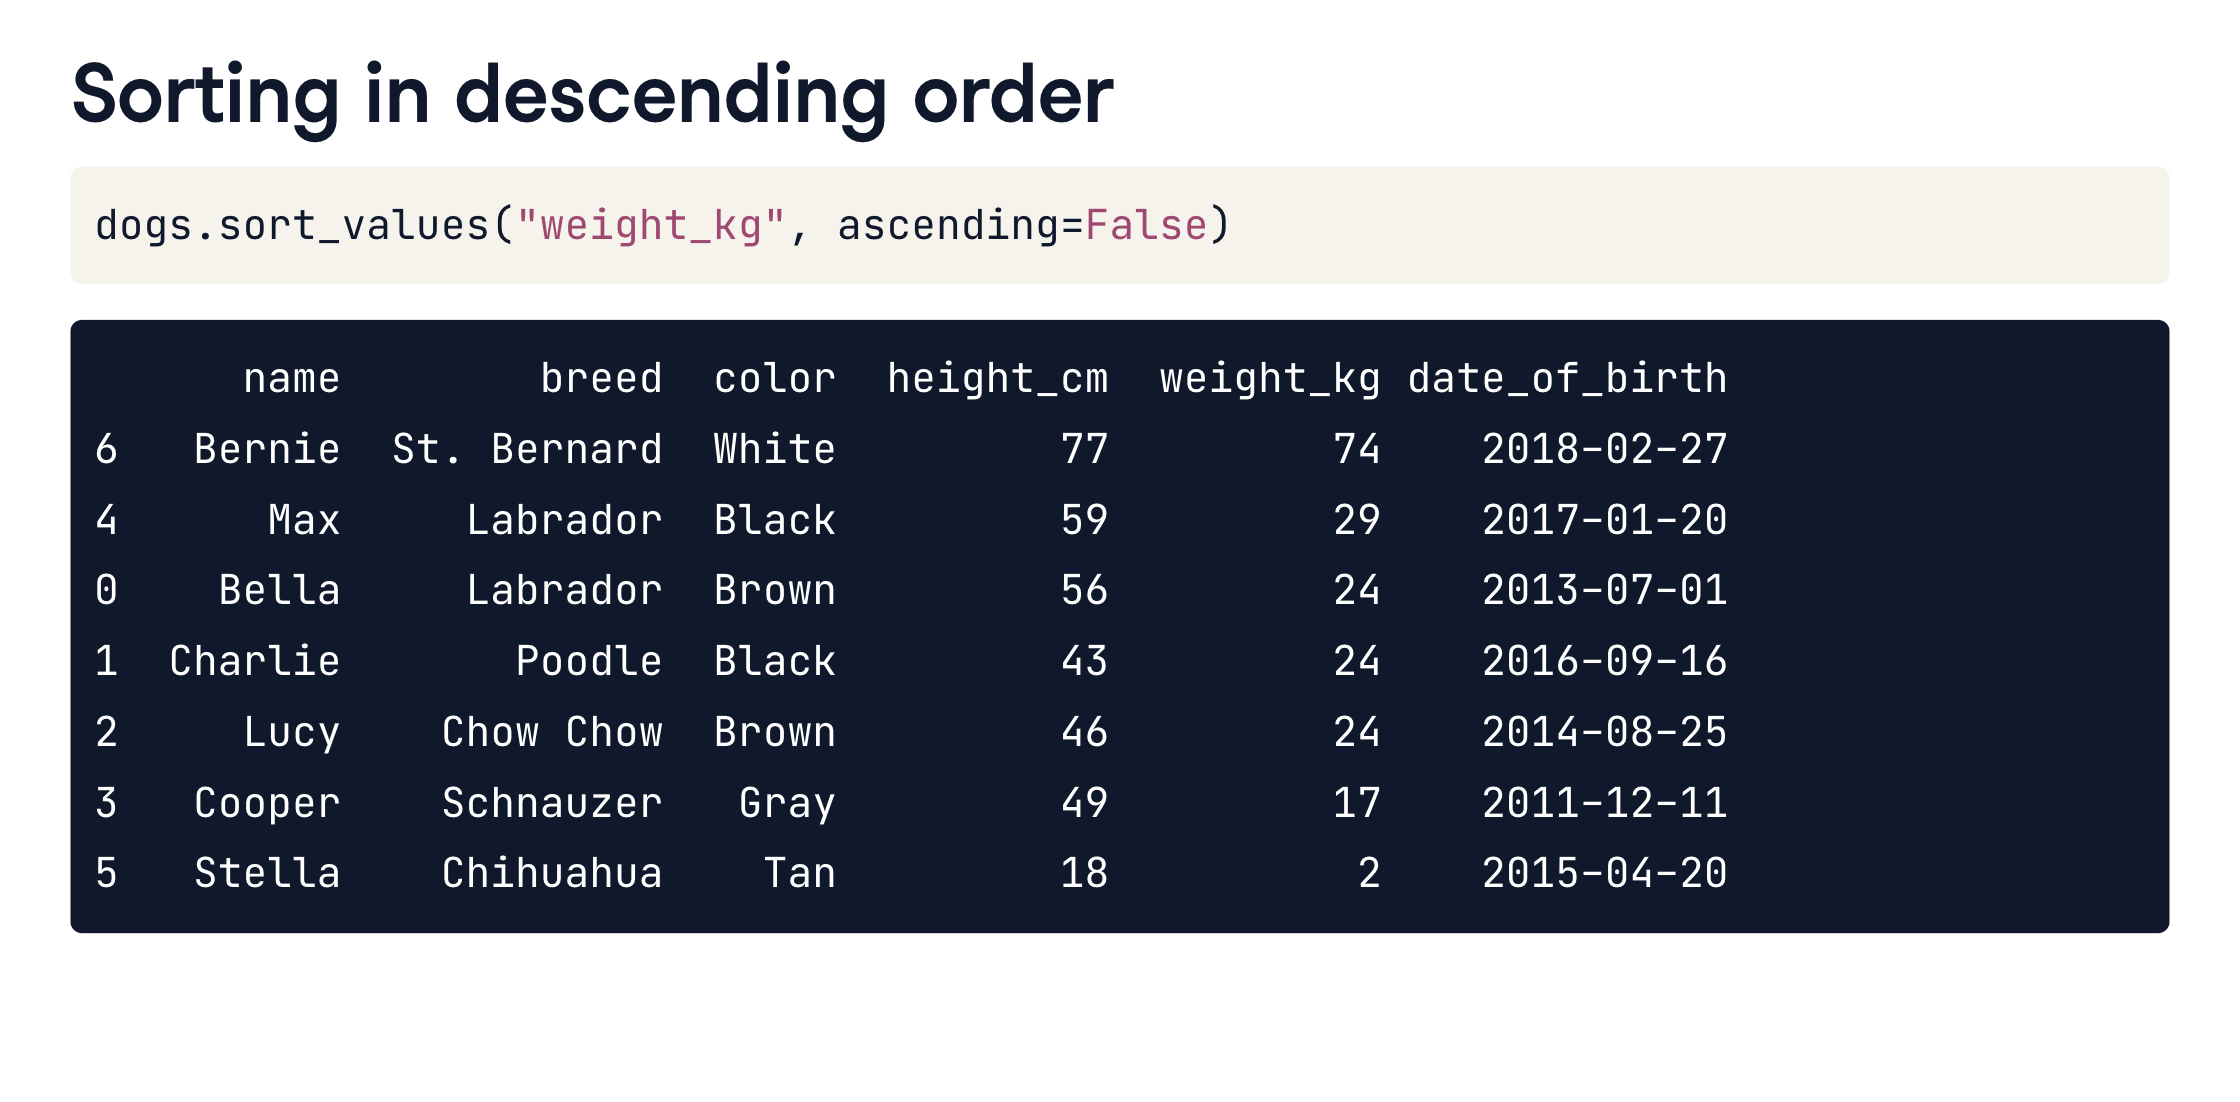 Sorting in descending order
dogs.sort_values("weight_kg", ascending=False)
name breed color height_cm weight_kg date_of_birth
6 Bernie St. Bernard White 77 74 2018-02-27
4 Max Labrador Black 59 29 2017-01-20
0 Bella Labrador Brown 56 24 2013-07-01
1 Charlie Poodle Black 43 24 2016-09-16
2 Lucy Chow Chow Brown 46 24 2014-08-25
3 Cooper Schnauzer Gray 49 17 2011-12-11
5 Stella Chihuahua Tan 18 2 2015-04-20